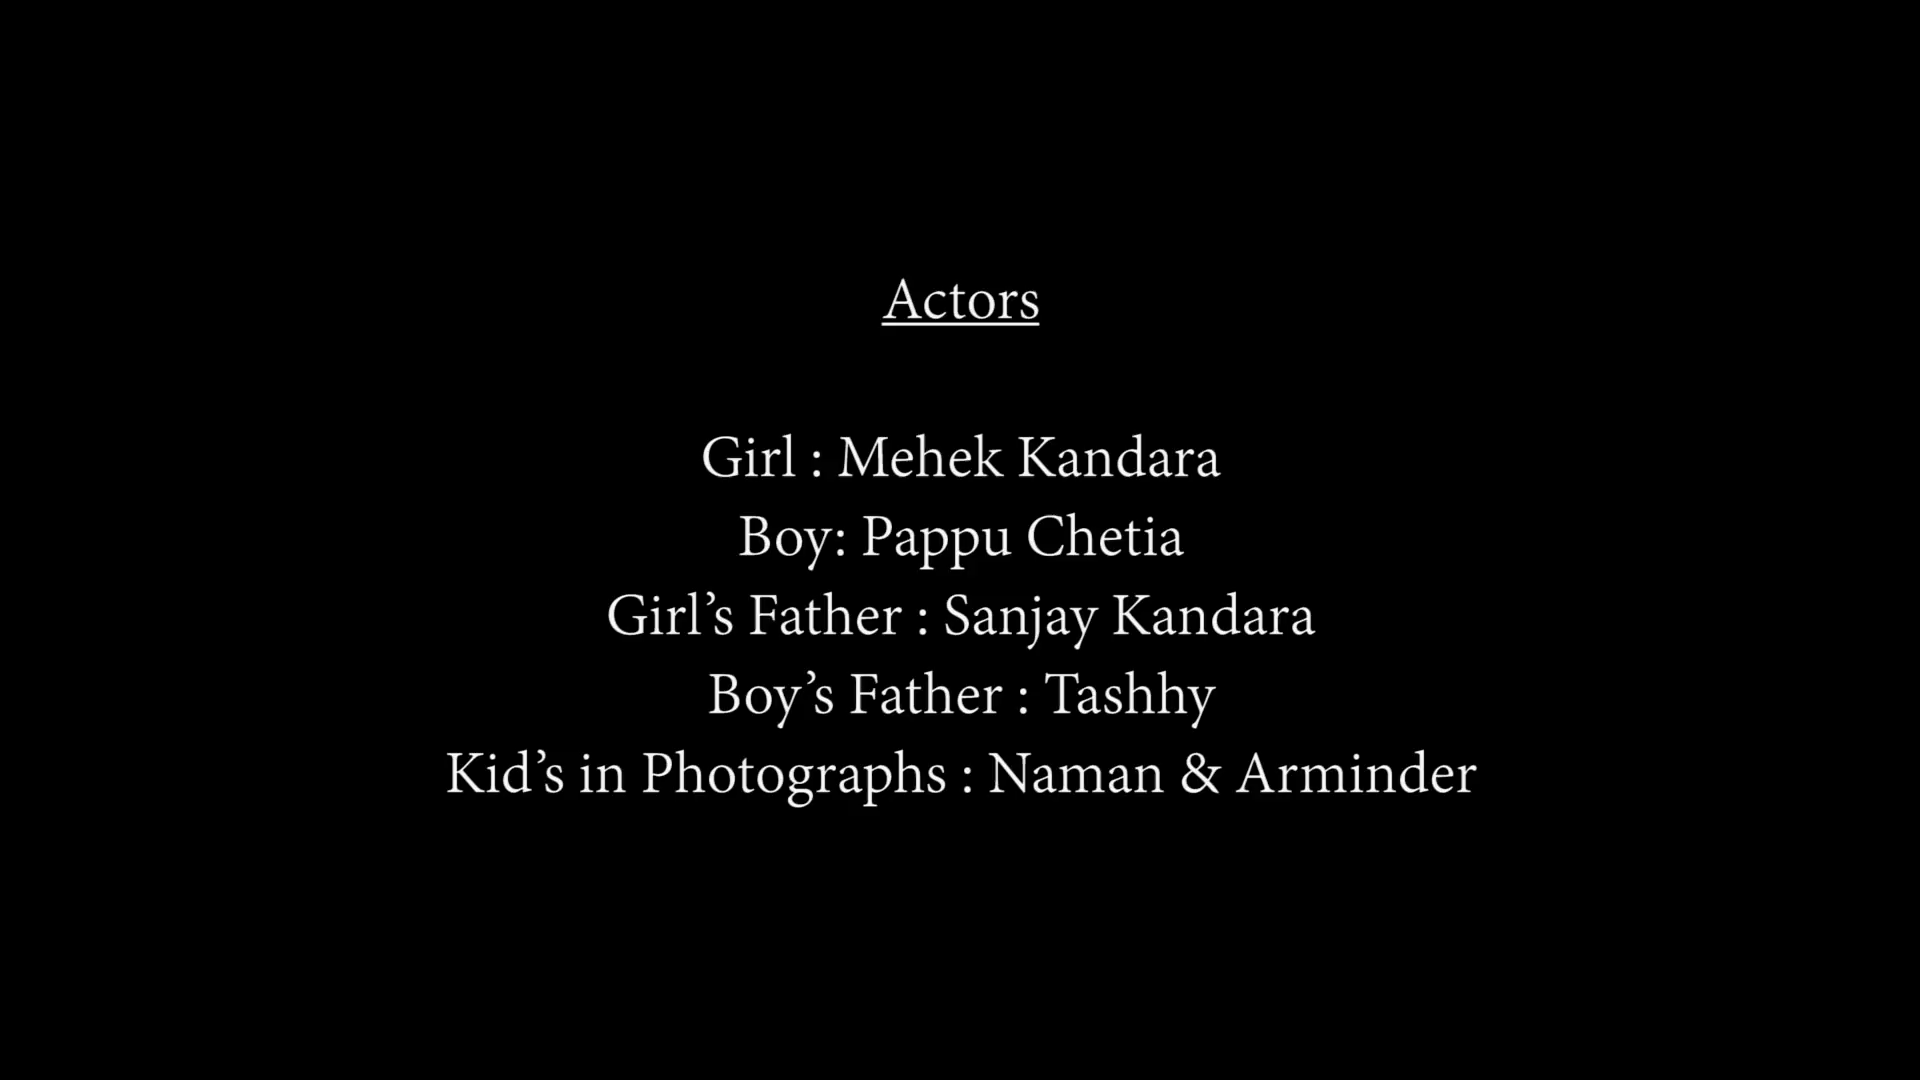 Actors
Girl : Mehek Kandara
Boy: Pappu Chetia
Girl’s Father : Sanjay Kandara
Boy’s Father : Tashhy
Kid’s in Photographs : Naman & Arminder